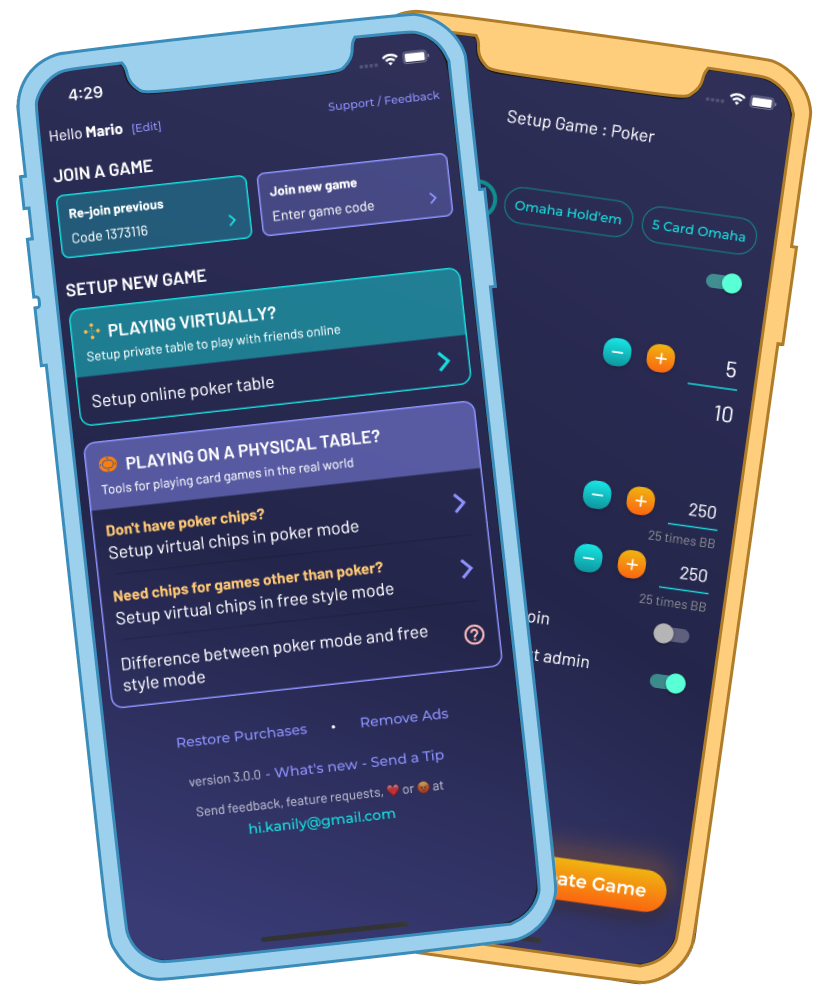 4:29
Hello Mario [Edit]
Support / Feedback
JOIN A GAME
Re-join previous
Code 1373116
Join new game
Enter game code
SETUP NEW GAME
PLAYING VIRTUALLY?
Setup private table to play with friends online
Setup online poker table
PLAYING ON A PHYSICAL TABLE?
Tools for playing card games in the real world
Don't have poker chips?
Setup virtual chips in poker mode
Need chips for games other than poker?
Setup virtual chips in free style mode
Difference between poker mode and free
style mode
Restore Purchases • Remove Ads
version 3.0.0 - What's new - Send a Tip
Send feedback, feature requests, ❤️ or 😡 at
hi.kanily@gmail.com
Setup Game : Poker
Omaha Hold'em
5 Card Omaha
− + 5
10
− + 250
25 times BB
− + 250
25 times BB
oin
t admin
ate Game